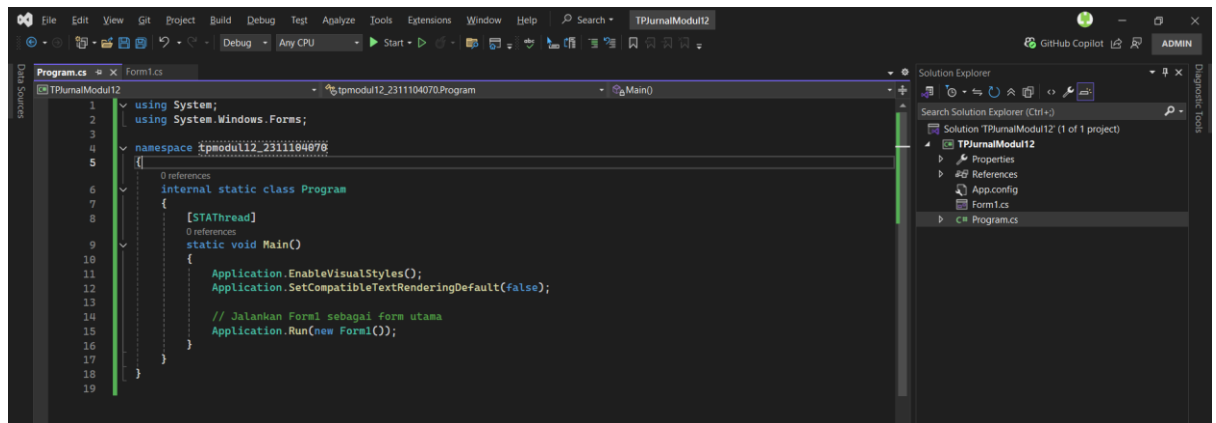 File Edit View Git Project Build Debug Test Analyze Tools Extensions Window Help Search TPJurnalModul12
Debug Any CPU Start GitHub Copilot ADMIN
Data Sources
Program.cs Form1.cs
TPJurnalModul12 tpmodul12_2311104070.Program Main()
1 using System;
2 using System.Windows.Forms;
3
4 namespace tpmodul12_2311104070
5 {
0 references
6 internal static class Program
7 {
8 [STAThread]
0 references
9 static void Main()
10 {
11 Application.EnableVisualStyles();
12 Application.SetCompatibleTextRenderingDefault(false);
13
14 // Jalankan Form1 sebagai form utama
15 Application.Run(new Form1());
16 }
17 }
18 }
19
Solution Explorer
Search Solution Explorer (Ctrl+;)
Solution 'TPJurnalModul12' (1 of 1 project)
TPJurnalModul12
Properties
References
App.config
Form1.cs
C# Program.cs
Diagnostic Tools